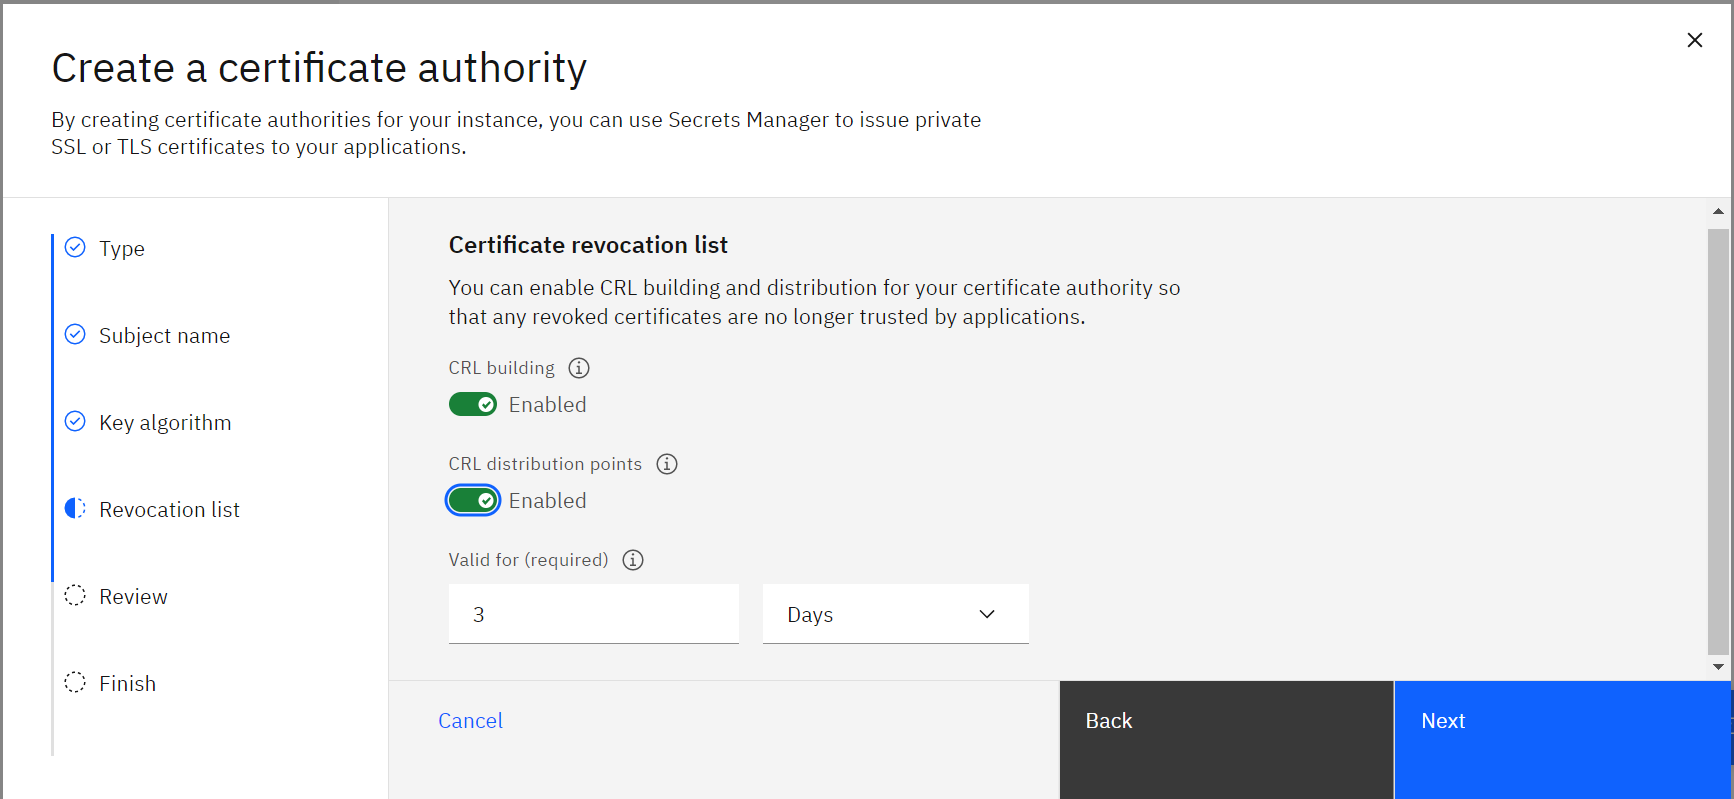 Create a certificate authority
By creating certificate authorities for your instance, you can use Secrets Manager to issue private
SSL or TLS certificates to your applications.
Type
Subject name
Key algorithm
Revocation list
Review
Finish
Certificate revocation list
You can enable CRL building and distribution for your certificate authority so
that any revoked certificates are no longer trusted by applications.
CRL building
Enabled
CRL distribution points
Enabled
Valid for (required)
3
Days
Cancel
Back
Next